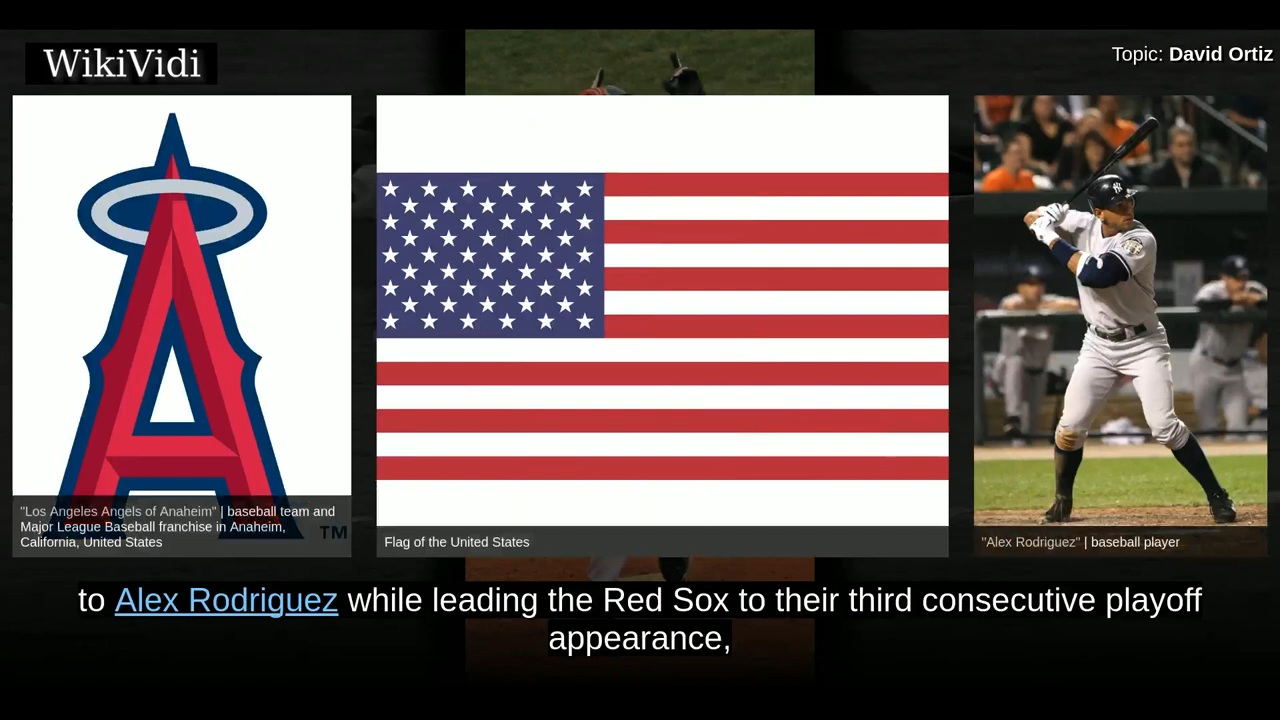 WikiVidi
Topic: David Ortiz
"Los Angeles Angels of Anaheim" | baseball team and
Major League Baseball franchise in Anaheim,
California, United States
TM
Flag of the United States
"Alex Rodriguez" | baseball player
to Alex Rodriguez while leading the Red Sox to their third consecutive playoff
appearance,